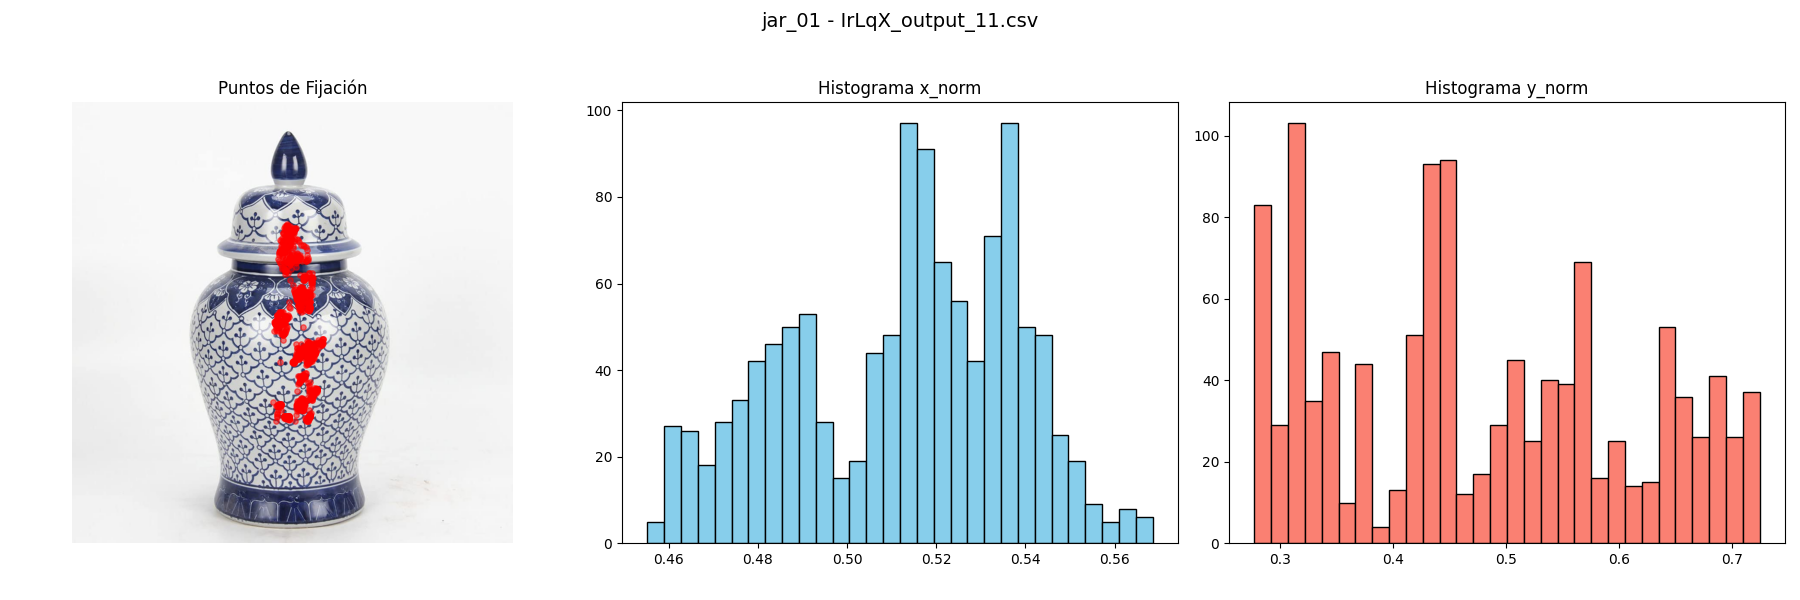 jar_01 - IrLqX_output_11.csv
Puntos de Fijación
Histograma x_norm
100
80
60
40
20
0
0.46 0.48 0.50 0.52 0.54 0.56
Histograma y_norm
100
80
60
40
20
0
0.3 0.4 0.5 0.6 0.7